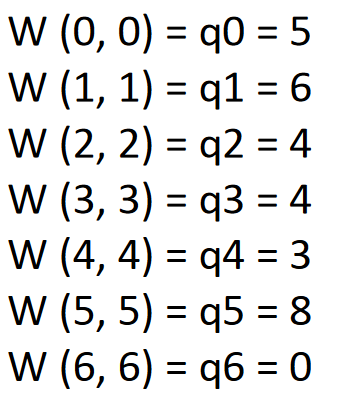 W (0, 0) = q0 = 5
W (1, 1) = q1 = 6
W (2, 2) = q2 = 4
W (3, 3) = q3 = 4
W (4, 4) = q4 = 3
W (5, 5) = q5 = 8
W (6, 6) = q6 = 0